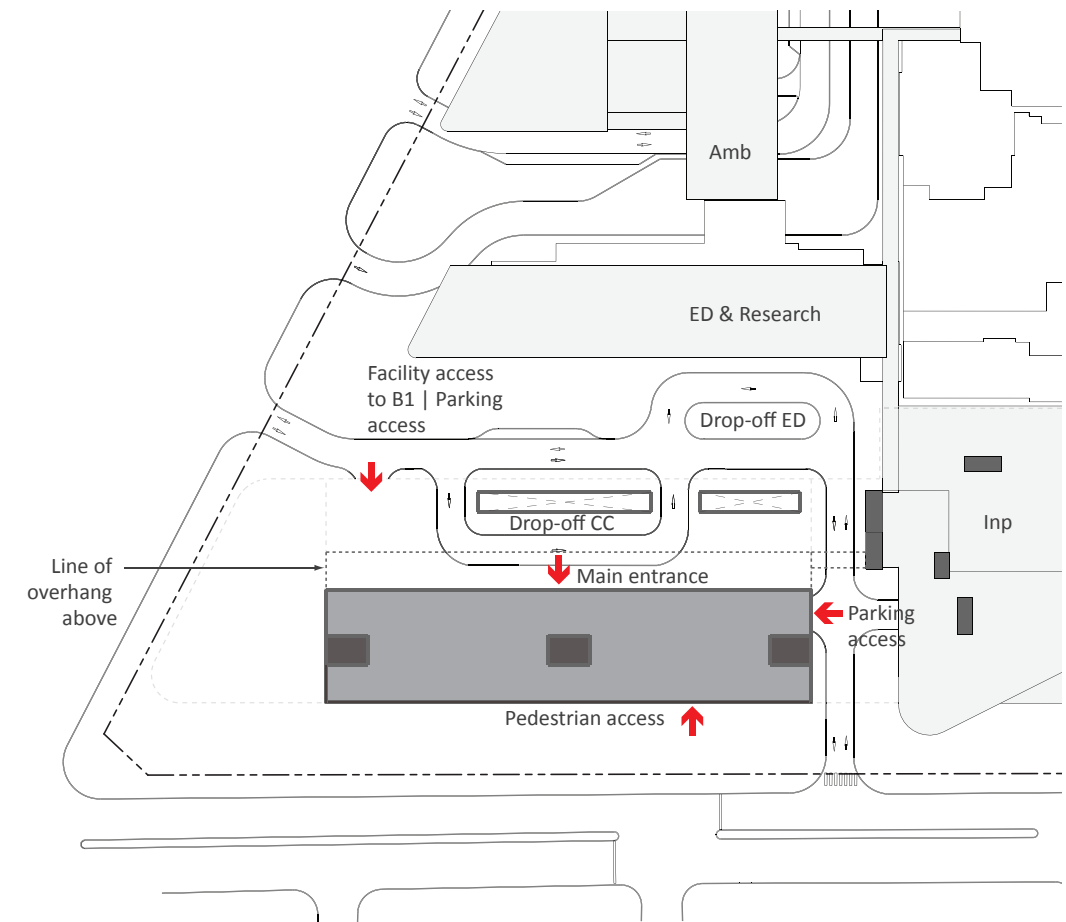 Amb
ED & Research
Facility access
to B1 | Parking
access
Drop-off ED
Drop-off CC
Inp
Line of
overhang
above
Main entrance
Parking
access
Pedestrian access